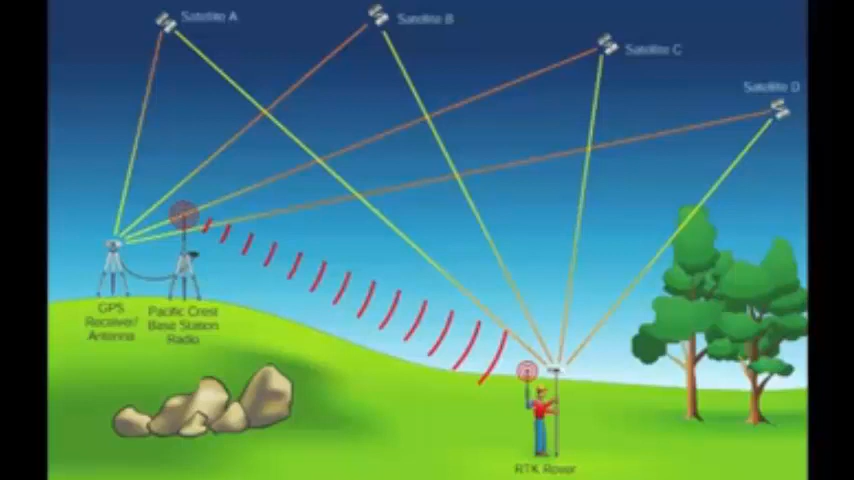 Satellite A
Satellite B
Satellite C
Satellite D
GPS
Receiver/
Antenna
Pacific Crest
Base Station
Radio
RTK Rover